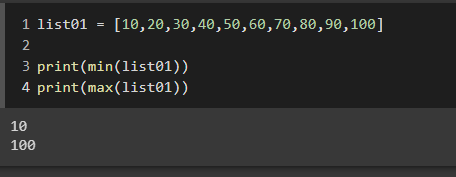 1 list01 = [10,20,30,40,50,60,70,80,90,100]
2
3 print(min(list01))
4 print(max(list01))
10
100